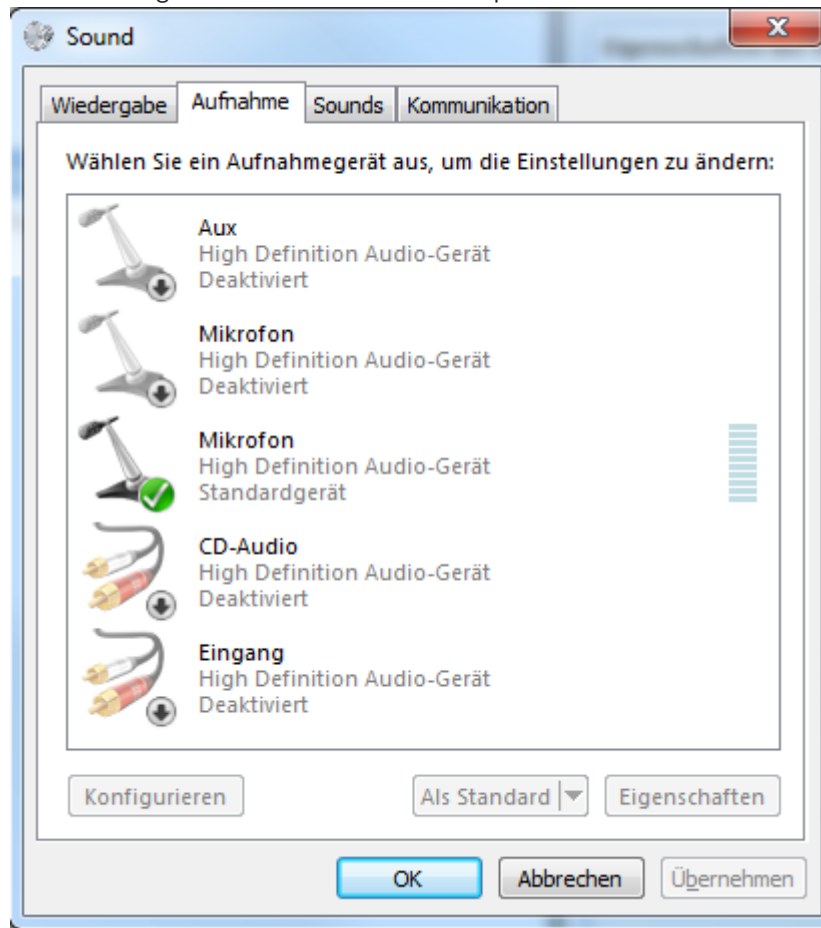 Sound
Wiedergabe Aufnahme Sounds Kommunikation
Wählen Sie ein Aufnahmegerät aus, um die Einstellungen zu ändern:
Aux
High Definition Audio-Gerät
Deaktiviert
Mikrofon
High Definition Audio-Gerät
Deaktiviert
Mikrofon
High Definition Audio-Gerät
Standardgerät
CD-Audio
High Definition Audio-Gerät
Deaktiviert
Eingang
High Definition Audio-Gerät
Deaktiviert
Konfigurieren Als Standard Eigenschaften
OK Abbrechen Übernehmen